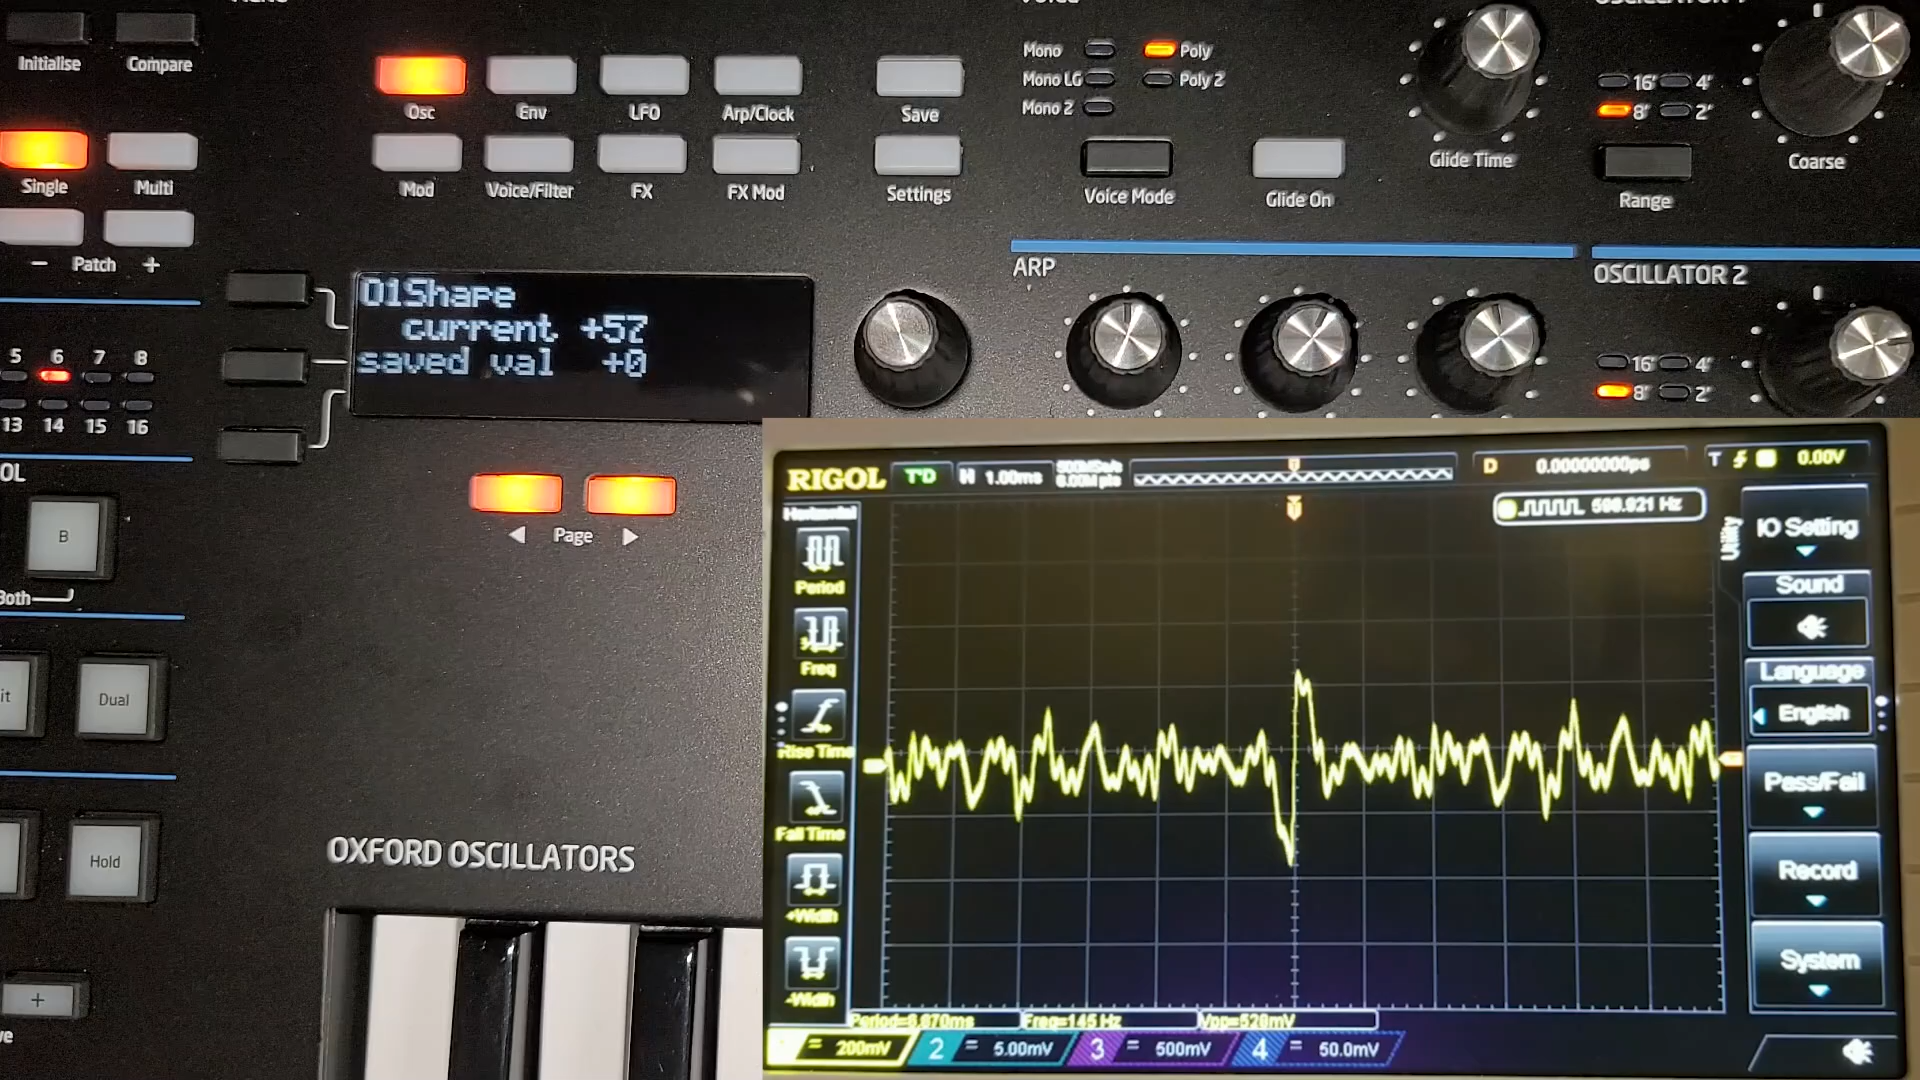 Initialise
Compare
Single
Multi
− Patch +
5 6 7 8
13 14 15 16
B
Dual
Hold
+
Osc
Env
LFO
Arp/Clock
Save
Mod
Voice/Filter
FX
FX Mod
Settings
O1Shape
current +57
saved val +0
◀ Page ▶
OXFORD OSCILLATORS
Mono
Poly
Mono LG
Poly 2
Mono 2
Voice Mode
Glide On
Glide Time
16' 4'
8' 2'
Range
Coarse
ARP
OSCILLATOR 2
16' 4'
8' 2'
RIGOL
T'D
H 1.00ms
D 0.00000000ps
T 0.00V
Horizontal
Period
Freq
Rise Time
Fall Time
+Width
-Width
Utility
IO Setting
Sound
Language
English
Pass/Fail
Record
System
Freq=145 Hz
= 200mV
2 = 5.00mV
3 = 500mV
4 = 50.0mV